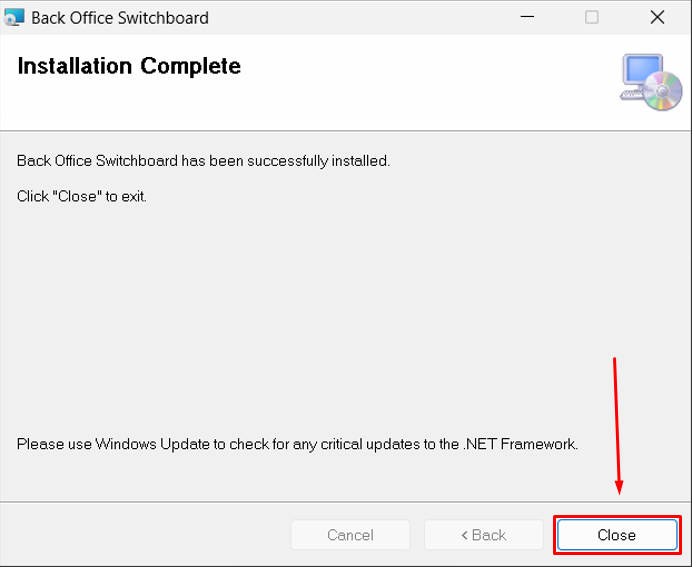 Back Office Switchboard
Installation Complete
Back Office Switchboard has been successfully installed.
Click "Close" to exit.
Please use Windows Update to check for any critical updates to the .NET Framework.
Cancel
< Back
Close